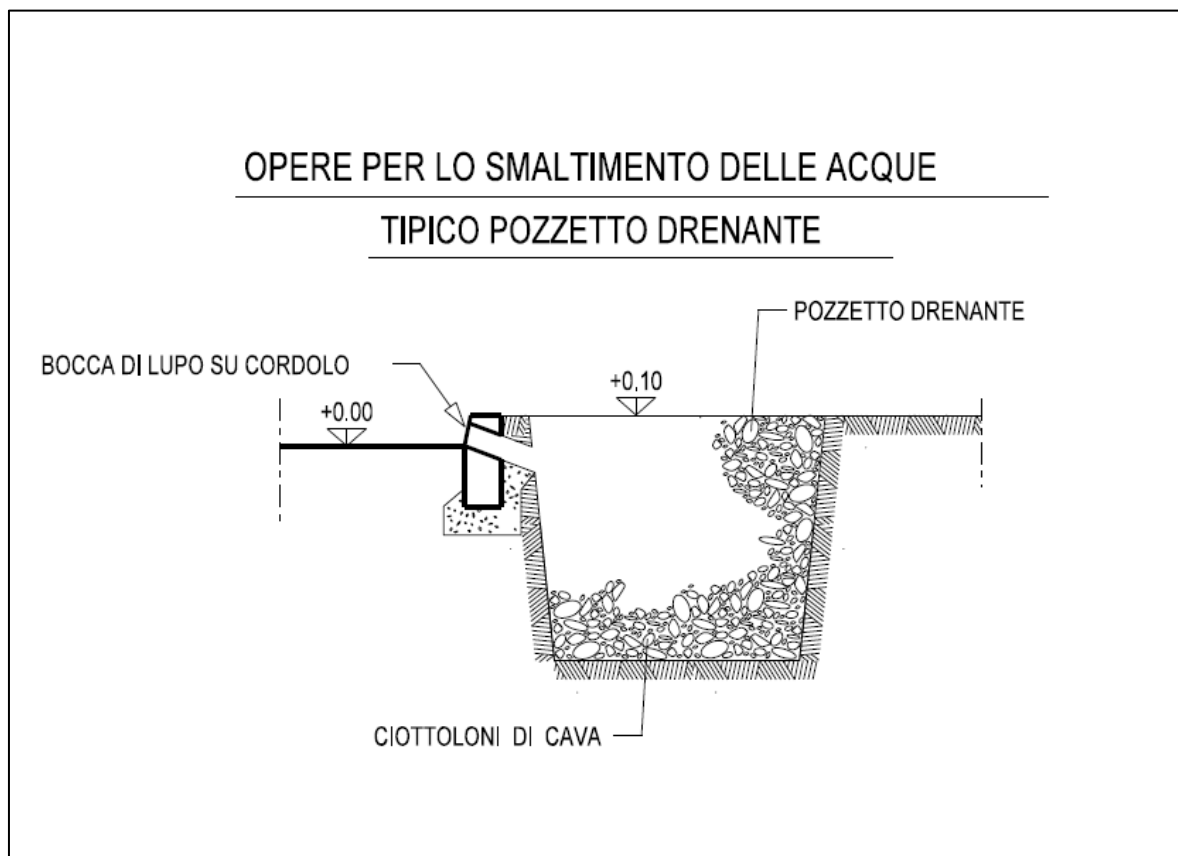 OPERE PER LO SMALTIMENTO DELLE ACQUE
TIPICO POZZETTO DRENANTE
POZZETTO DRENANTE
BOCCA DI LUPO SU CORDOLO
+0.00
+0,10
CIOTTOLONI DI CAVA